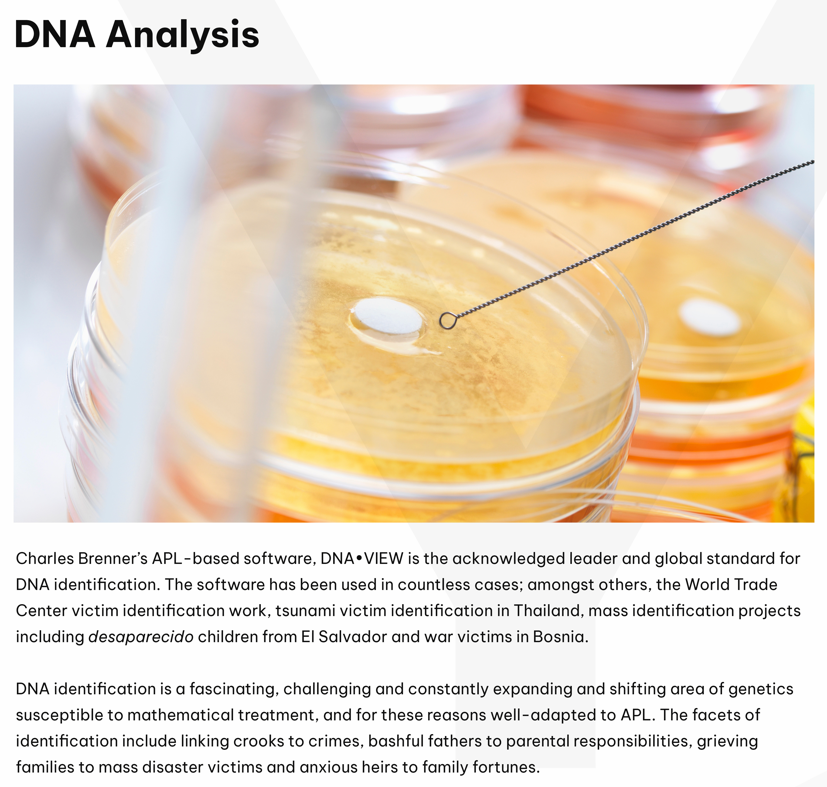 DNA Analysis
Charles Brenner’s APL-based software, DNA•VIEW is the acknowledged leader and global standard for
DNA identification. The software has been used in countless cases; amongst others, the World Trade
Center victim identification work, tsunami victim identification in Thailand, mass identification projects
including desaparecido children from El Salvador and war victims in Bosnia.
DNA identification is a fascinating, challenging and constantly expanding and shifting area of genetics
susceptible to mathematical treatment, and for these reasons well-adapted to APL. The facets of
identification include linking crooks to crimes, bashful fathers to parental responsibilities, grieving
families to mass disaster victims and anxious heirs to family fortunes.